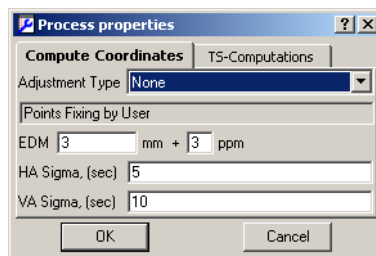 Process properties
Compute Coordinates TS-Computations
Adjustment Type None
Points Fixing by User
EDM 3 mm + 3 ppm
HA Sigma, (sec) 5
VA Sigma, (sec) 10
OK Cancel